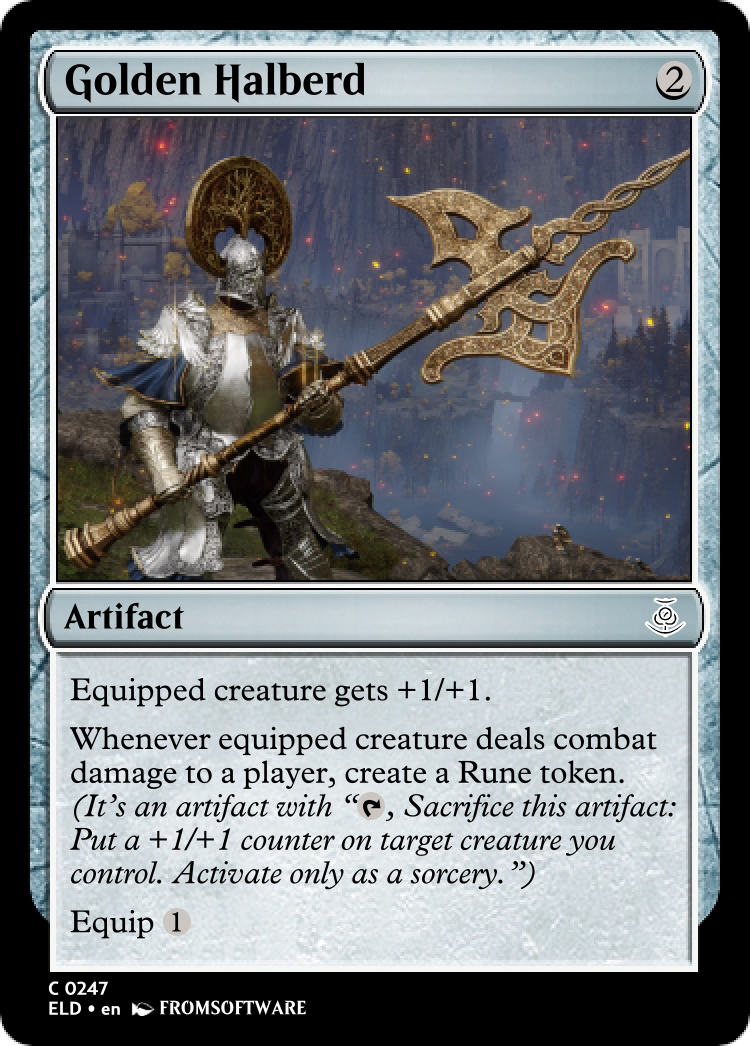 Golden Halberd 2
Artifact
Equipped creature gets +1/+1.
Whenever equipped creature deals combat
damage to a player, create a Rune token.
(It's an artifact with “, Sacrifice this artifact:
Put a +1/+1 counter on target creature you
control. Activate only as a sorcery.”)
Equip 1
C 0247
ELD • en FROMSOFTWARE